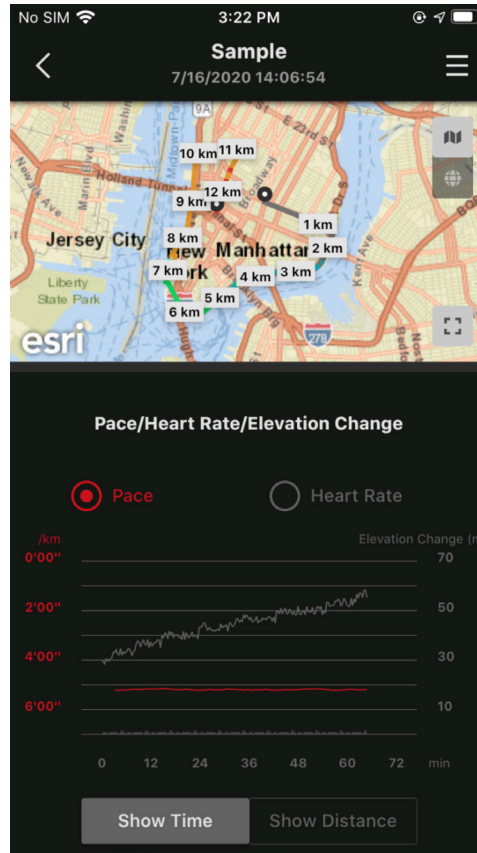 No SIM 3:22 PM
Sample
7/16/2020 14:06:54
9A
E 23rd S
10 km 11 km
Holland Tunnel
12 km
9 km
Broadway
1 km
Jersey City
8 km
New Manhattan
2 km
7 km
York
4 km
3 km
Liberty
State Park
5 km
6 km
esri
278
Pace/Heart Rate/Elevation Change
Pace Heart Rate
/km Elevation Change (m
0'00" 70
2'00" 50
4'00" 30
6'00" 10
0 12 24 36 48 60 72 min
Show Time Show Distance